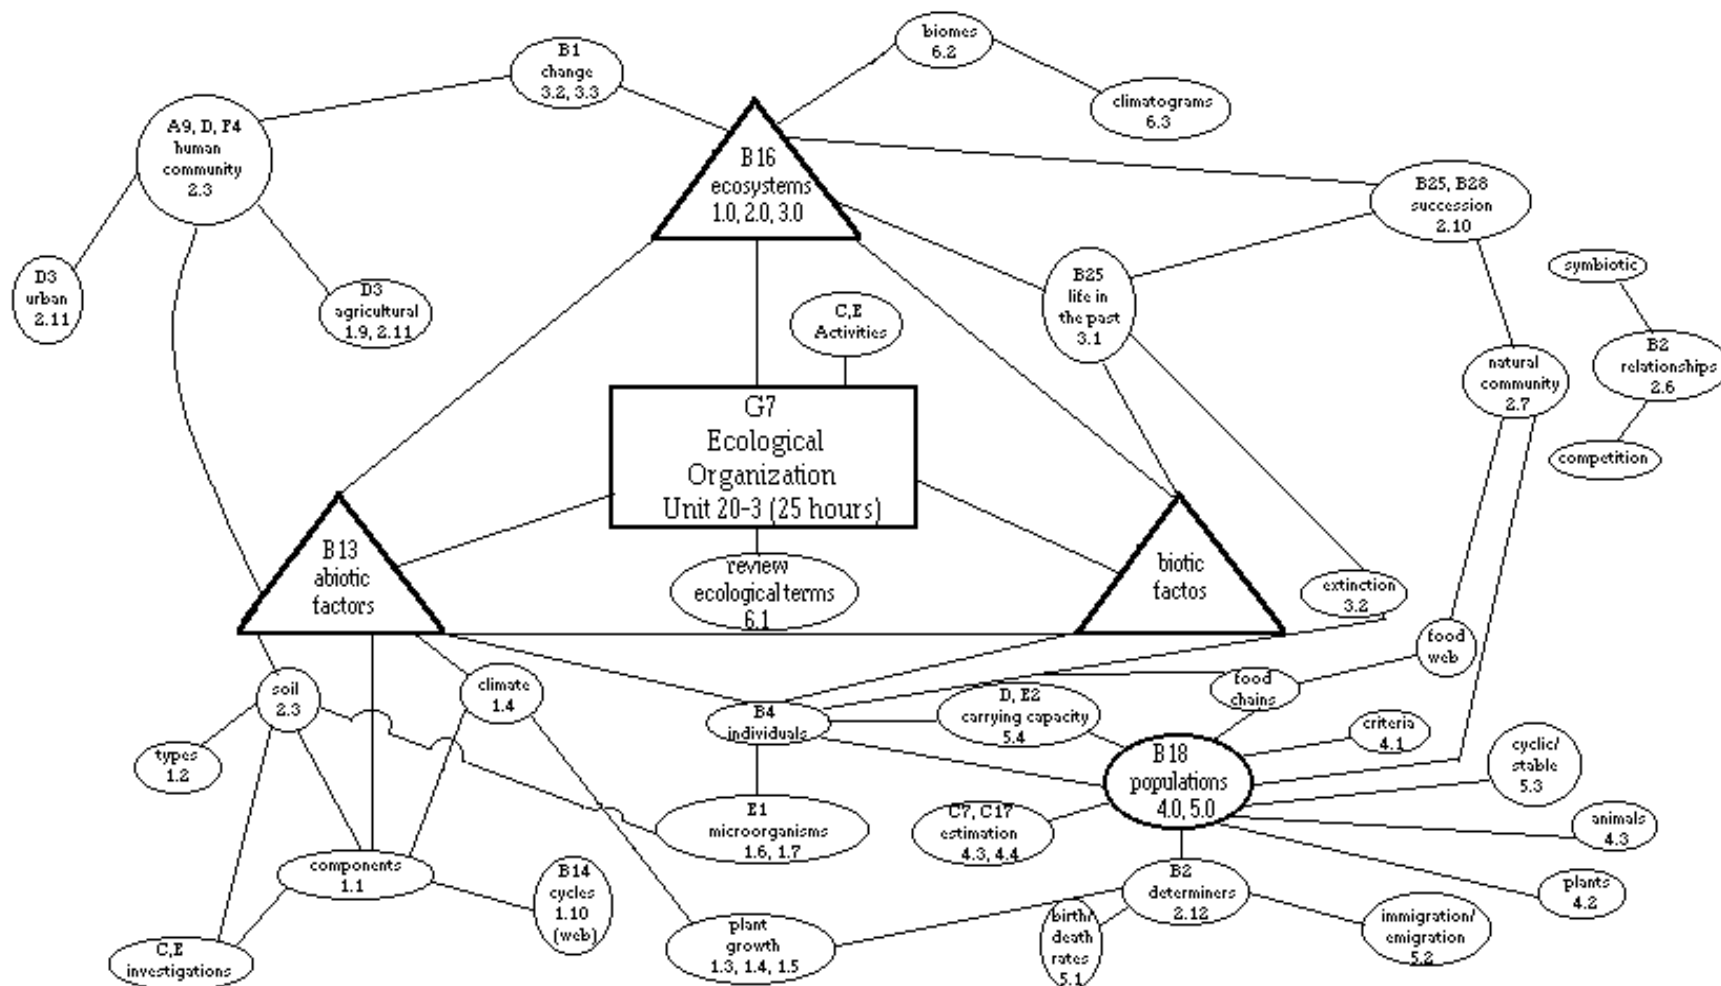 B1
change
3.2, 3.3
biomes
6.2
climatograms
6.3
A9, D, F4
human
community
2.3
B16
ecosystems
1.0, 2.0, 3.0
B25, B28
succession
2.10
D3
urban
2.11
D3
agricultural
1.9, 2.11
C,E
Activities
B25
life in
the past
3.1
symbiotic
B2
relationships
2.6
competition
natural
community
2.7
G7
Ecological
Organization
Unit 20-3 (25 hours)
B13
abiotic
factors
review
ecological terms
6.1
biotic
factos
extinction
3.2
food
web
soil
2.3
climate
1.4
types
1.2
B4
individuals
D, E2
carrying capacity
5.4
food
chains
criteria
4.1
cyclic/
stable
5.3
B18
populations
4.0, 5.0
E1
microorganisms
1.6, 1.7
C7, C17
estimation
4.3, 4.4
animals
4.3
plants
4.2
components
1.1
B14
cycles
1.10
(web)
C,E
investigations
plant
growth
1.3, 1.4, 1.5
B2
determiners
2.12
birth/
death
rates
5.1
immigration/
emigration
5.2